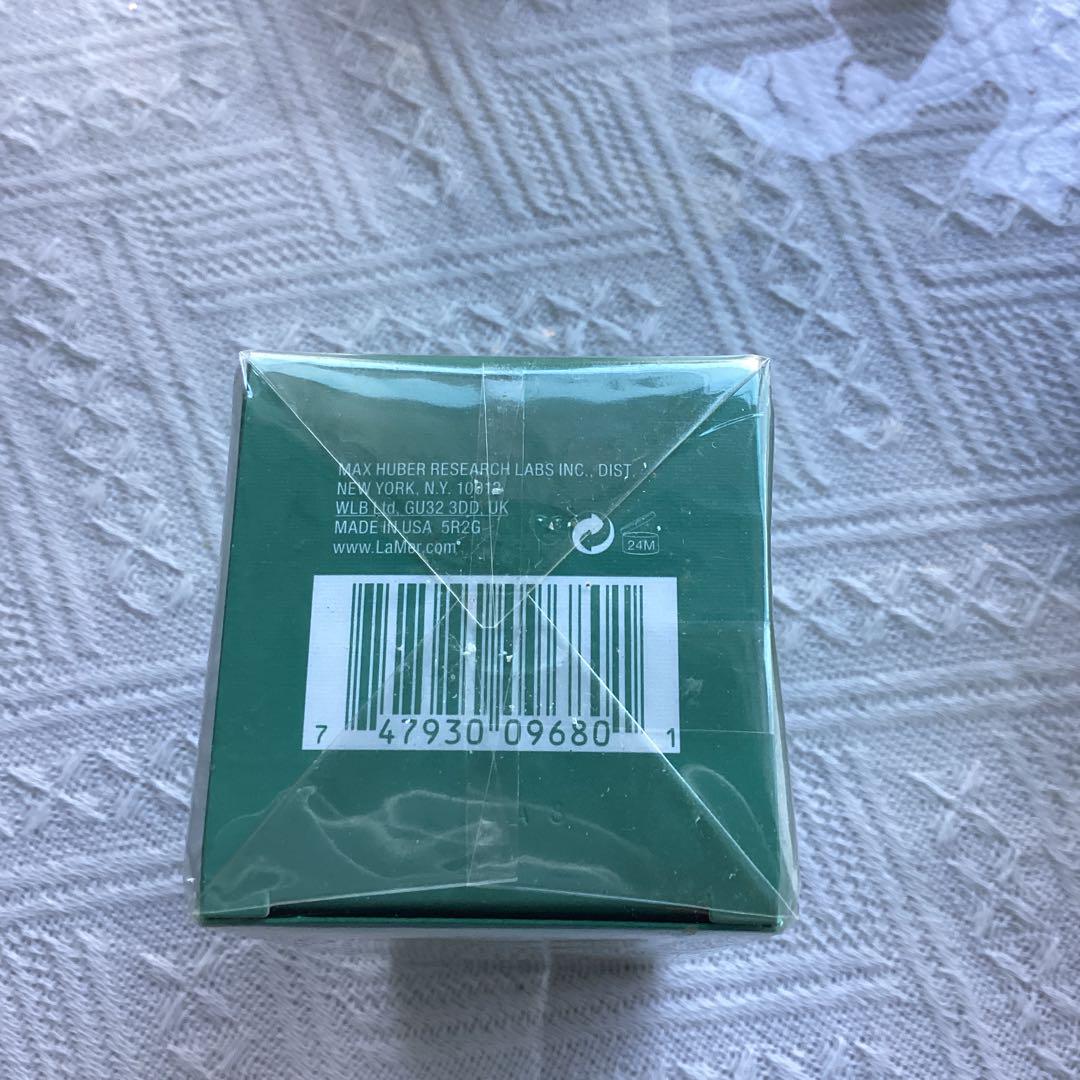 MAX HUBER RESEARCH LABS INC., DIST.
NEW YORK, N.Y. 10012
WLB Ltd, GU32 3DD, UK
MADE IN USA 5R2G
www.LaMer.com
24M
7 47930 09680 1